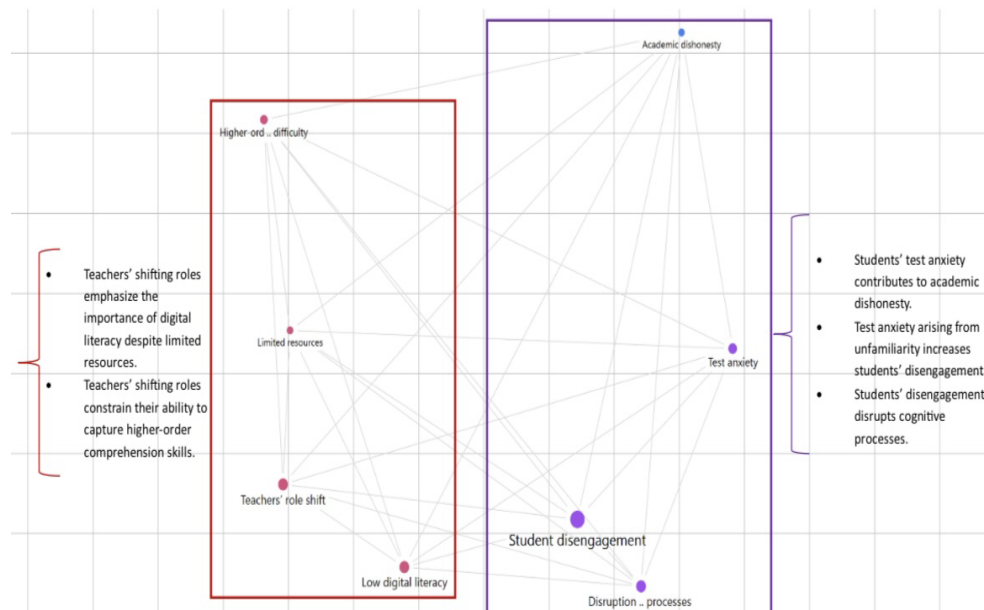 Academic dishonesty
Higher-ord .. difficulty
• Teachers' shifting roles
emphasize the
importance of digital
literacy despite limited
resources.
• Teachers' shifting roles
constrain their ability to
capture higher-order
comprehension skills.
Limited resources
Teachers' role shift
Low digital literacy
Test anxiety
Student disengagement
Disruption .. processes
• Students' test anxiety
contributes to academic
dishonesty.
• Test anxiety arising from
unfamiliarity increases
students' disengagement
• Students' disengagement
disrupts cognitive
processes.